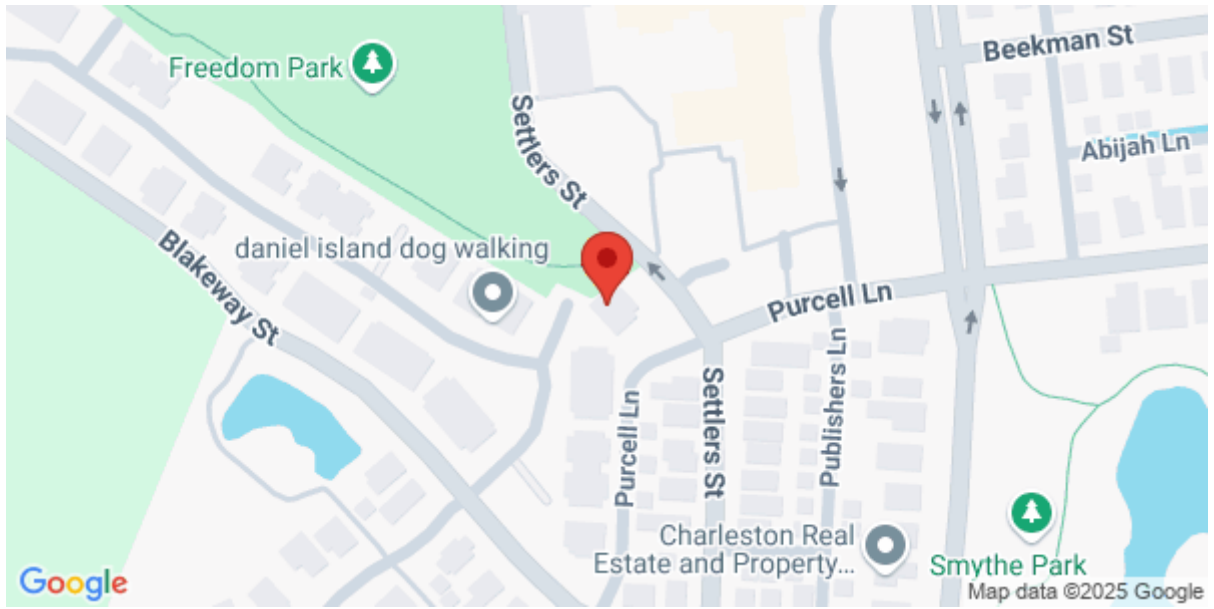 Beekman St
Freedom Park
Settlers St
Abijah Ln
daniel island dog walking
Blakeway St
Purcell Ln
Publishers Ln
Settlers St
Purcell Ln
Charleston Real
Estate and Property...
Smythe Park
Google
Map data ©2025 Google